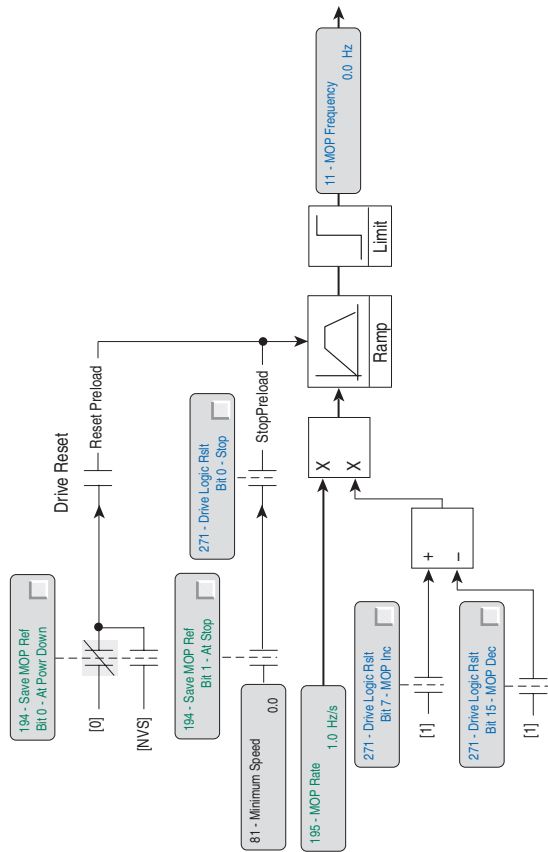 194 - Save MOP Ref
Bit 0 - At Powr Down
[0]
[NVS]
Drive Reset
Reset Preload
194 - Save MOP Ref
Bit 1 - At Stop
271 - Drive Logic Rslt
Bit 0 - Stop
StopPreload
81 - Minimum Speed
0.0
195 - MOP Rate
1.0 Hz/s
X
X
Ramp
Limit
11 - MOP Frequency
0.0 Hz
271 - Drive Logic Rslt
Bit 7 - MOP Inc
[1]
+
-
271 - Drive Logic Rslt
Bit 15 - MOP Dec
[1]